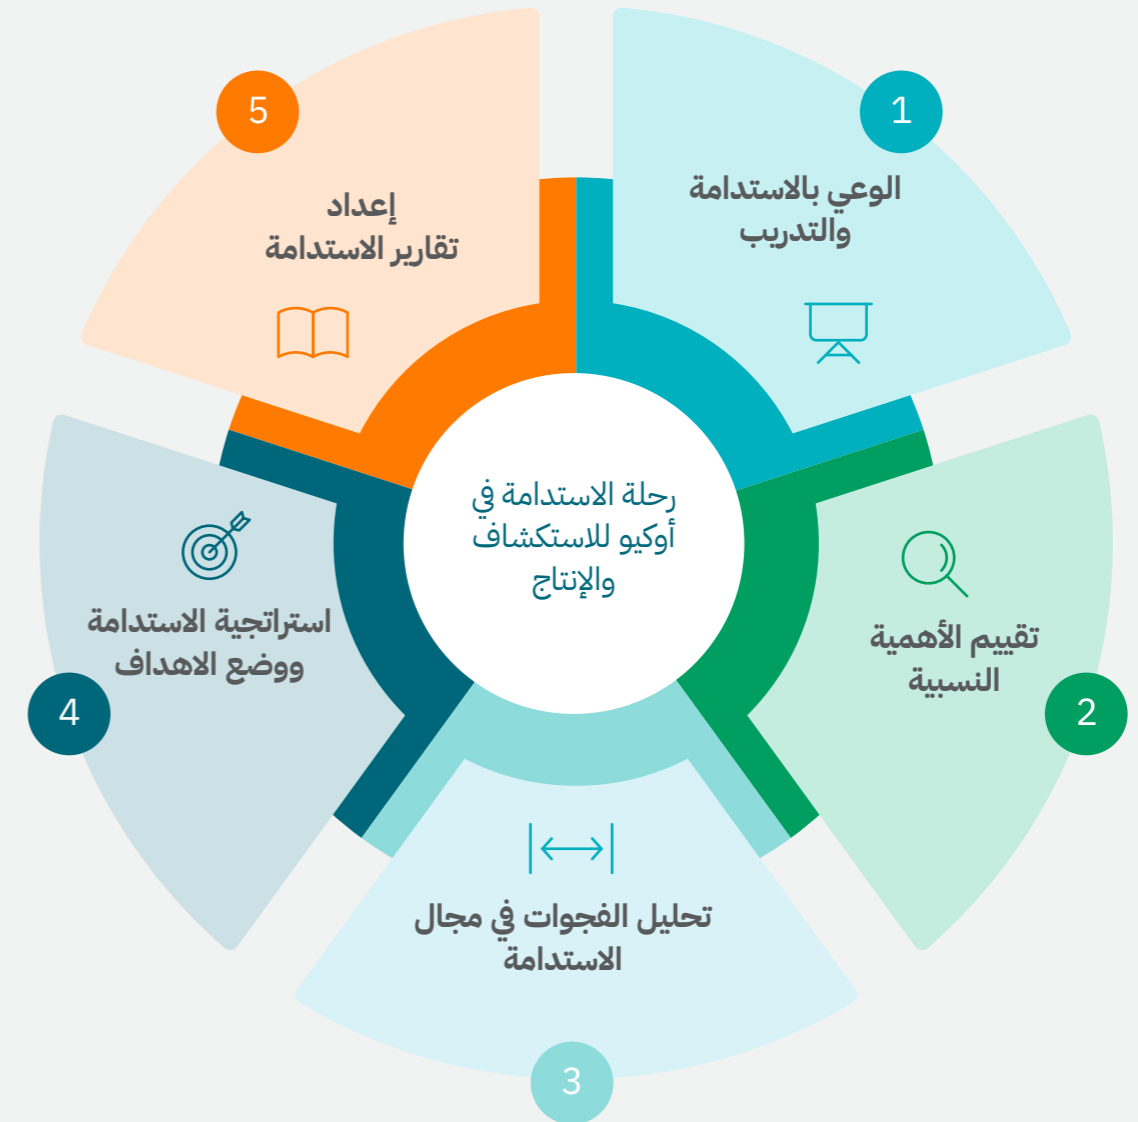 رحلة الاستدامة في
أوكيو للاستكشاف
والإنتاج
1
الوعي بالاستدامة
والتدريب
2
تقييم الأهمية
النسبية
3
تحليل الفجوات في مجال
الاستدامة
4
استراتجية الاستدامة
ووضع الاهداف
5
إعداد
تقارير الاستدامة